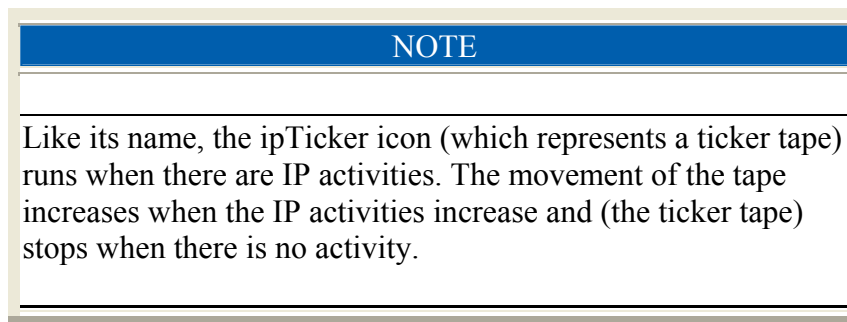 NOTE
Like its name, the ipTicker icon (which represents a ticker tape)
runs when there are IP activities. The movement of the tape
increases when the IP activities increase and (the ticker tape)
stops when there is no activity.